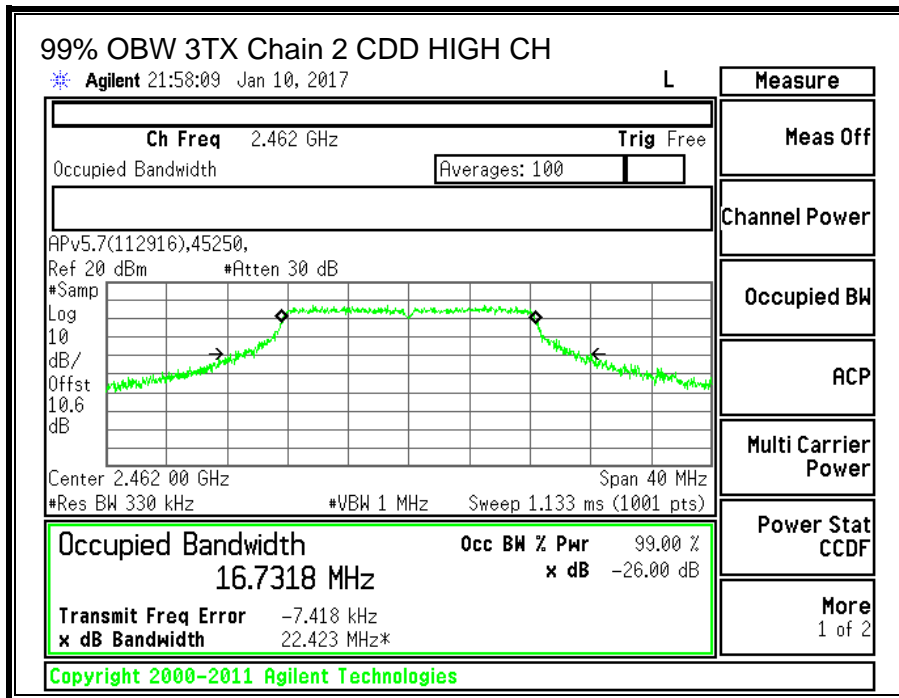 99% OBW 3TX Chain 2 CDD HIGH CH
Agilent 21:58:09 Jan 10, 2017 L
Measure
Ch Freq 2.462 GHz Trig Free
Meas Off
Occupied Bandwidth Averages: 100
Channel Power
APv5.7(112916),45250,
Ref 20 dBm #Atten 30 dB
#Samp
Log
10
dB/
Offst
10.6
dB
Occupied BW
ACP
Multi Carrier
Power
Center 2.462 00 GHz Span 40 MHz
#Res BW 330 kHz #VBW 1 MHz Sweep 1.133 ms (1001 pts)
Power Stat
CCDF
Occupied Bandwidth Occ BW % Pwr 99.00 %
16.7318 MHz x dB -26.00 dB
Transmit Freq Error -7.418 kHz
x dB Bandwidth 22.423 MHz*
More
1 of 2
Copyright 2000-2011 Agilent Technologies